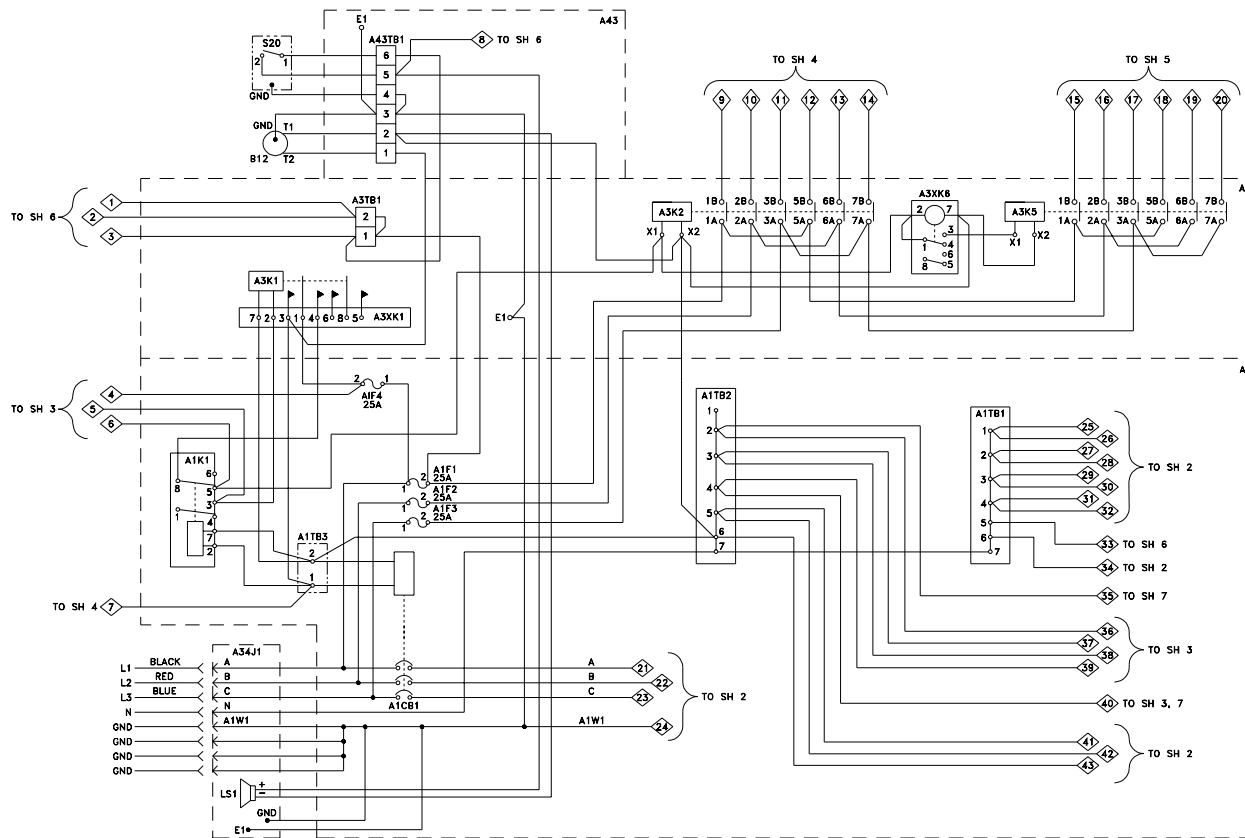 E1
A43
S20
2
1
GND
A43TB1
6
5
4
3
2
1
8 TO SH 6
GND
T1
B12
T2
TO SH 4
9
10
11
12
13
14
TO SH 5
15
16
17
18
19
20
A
TO SH 6
1
2
3
A3TB1
2
1
A3K2
X1
X2
1B
2B
3B
5B
6B
7B
1A
2A
3A
5A
6A
7A
A3XK6
2
7
3
1
4
6
8
5
A3K5
X1
X2
1B
2B
3B
5B
6B
7B
1A
2A
3A
5A
6A
7A
A3K1
7
2
3
1
4
6
8
5
A3XK1
E1
A
TO SH 3
4
5
6
2
1
A1F4
25A
A1K1
6
8
5
3
1
4
7
2
A1F1
25A
1
2
A1F2
25A
1
2
A1F3
25A
1
2
A1TB3
2
1
TO SH 4
7
A1TB2
1
2
3
4
5
6
7
A1TB1
1
2
3
4
5
6
7
25
26
27
28
29
30
31
32
TO SH 2
33 TO SH 6
34 TO SH 2
35 TO SH 7
36
37
38
39
TO SH 3
40 TO SH 3, 7
41
42
43
TO SH 2
A34J1
L1 BLACK A A 21
L2 RED B B 22
L3 BLUE C C 23
A1CB1
N N
GND A1W1 A1W1 24
TO SH 2
GND
GND
GND
LS1
+
−
GND
E1